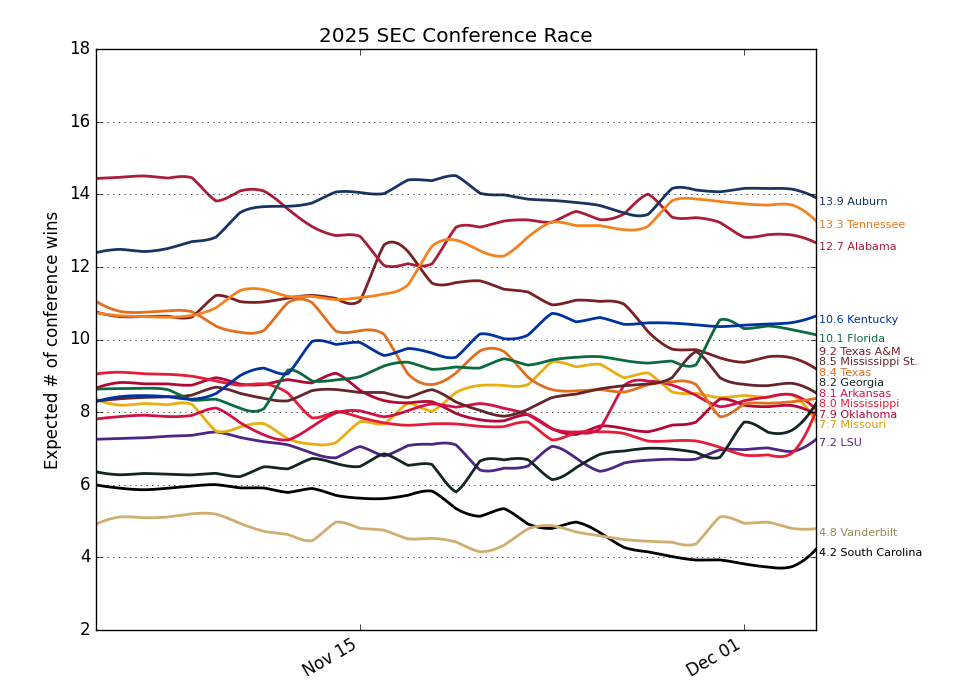 2025 SEC Conference Race
Expected # of conference wins
18
16
14
12
10
8
6
4
2
Nov 15
Dec 01
13.9 Auburn
13.3 Tennessee
12.7 Alabama
10.6 Kentucky
10.1 Florida
9.2 Texas A&M
8.5 Mississippi St.
8.4 Texas
8.2 Georgia
8.1 Arkansas
8.0 Mississippi
7.9 Oklahoma
7.7 Missouri
7.2 LSU
4.8 Vanderbilt
4.2 South Carolina